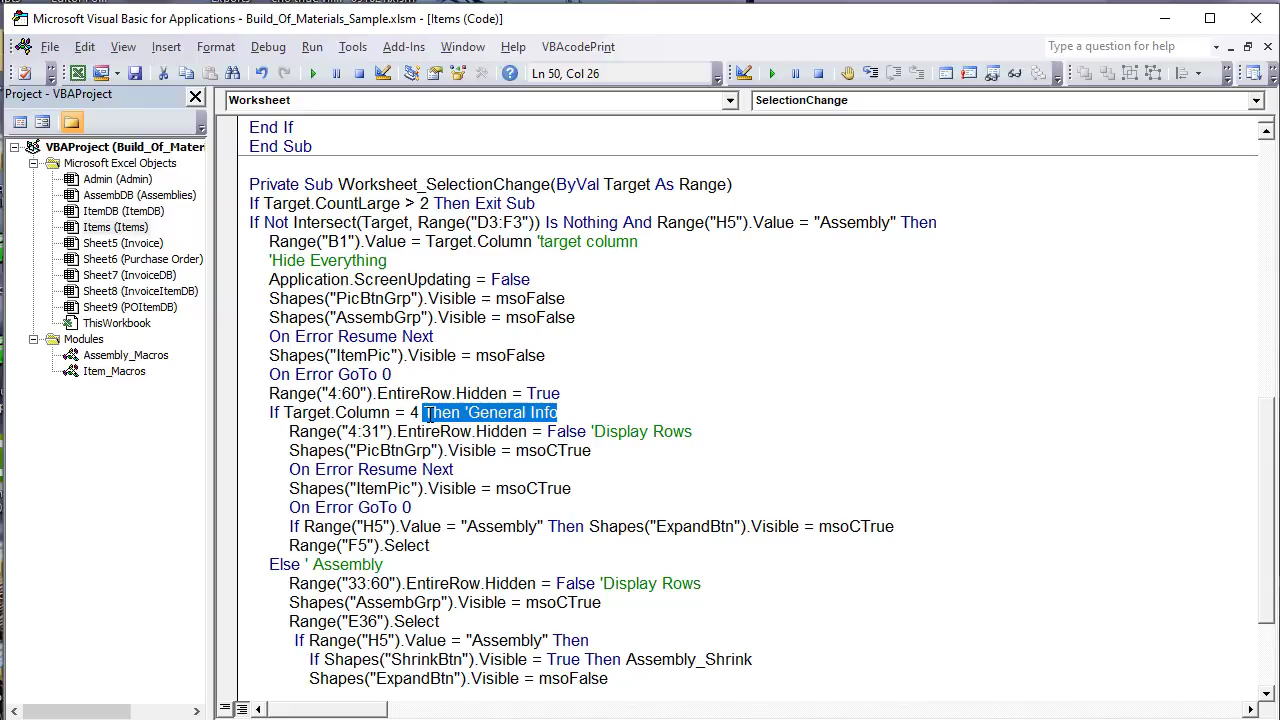 Microsoft Visual Basic for Applications - Build_Of_Materials_Sample.xlsm - [Items (Code)]
File Edit View Insert Format Debug Run Tools Add-Ins Window Help VBAcodePrint Type a question for help
Ln 50, Col 26
Project - VBAProject
Worksheet SelectionChange
VBAProject (Build_Of_Mater
Microsoft Excel Objects
Admin (Admin)
AssembDB (Assemblies)
ItemDB (ItemDB)
Items (Items)
Sheet5 (Invoice)
Sheet6 (Purchase Order)
Sheet7 (InvoiceDB)
Sheet8 (InvoiceItemDB)
Sheet9 (POItemDB)
ThisWorkbook
Modules
Assembly_Macros
Item_Macros
End If
End Sub
Private Sub Worksheet_SelectionChange(ByVal Target As Range)
If Target.CountLarge > 2 Then Exit Sub
If Not Intersect(Target, Range("D3:F3")) Is Nothing And Range("H5").Value = "Assembly" Then
Range("B1").Value = Target.Column 'target column
'Hide Everything
Application.ScreenUpdating = False
Shapes("PicBtnGrp").Visible = msoFalse
Shapes("AssembGrp").Visible = msoFalse
On Error Resume Next
Shapes("ItemPic").Visible = msoFalse
On Error GoTo 0
Range("4:60").EntireRow.Hidden = True
If Target.Column = 4 Then 'General Info
Range("4:31").EntireRow.Hidden = False 'Display Rows
Shapes("PicBtnGrp").Visible = msoCTrue
On Error Resume Next
Shapes("ItemPic").Visible = msoCTrue
On Error GoTo 0
If Range("H5").Value = "Assembly" Then Shapes("ExpandBtn").Visible = msoCTrue
Range("F5").Select
Else ' Assembly
Range("33:60").EntireRow.Hidden = False 'Display Rows
Shapes("AssembGrp").Visible = msoCTrue
Range("E36").Select
If Range("H5").Value = "Assembly" Then
If Shapes("ShrinkBtn").Visible = True Then Assembly_Shrink
Shapes("ExpandBtn").Visible = msoFalse